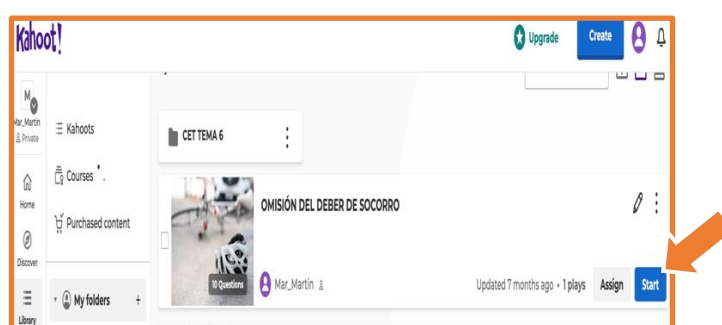 Kahoot!
Upgrade
Create
M
Mar_Martin
Private
Home
Discover
Library
Kahoots
Courses
Purchased content
My folders +
CET TEMA 6
OMISIÓN DEL DEBER DE SOCORRO
10 Questions
Mar_Martin
Updated 7 months ago • 1 plays
Assign
Start